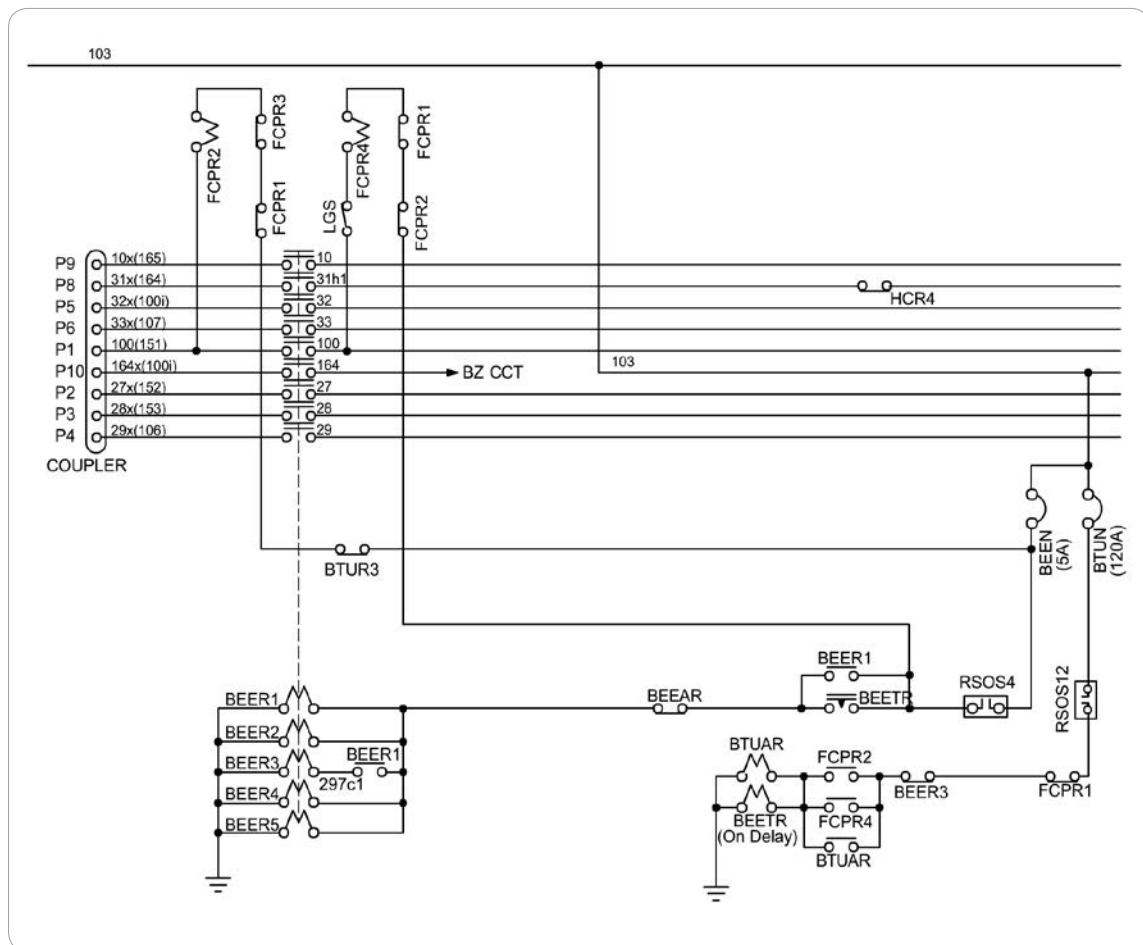 103
FCPR2
FCPR3
FCPR1
FCPR4
LGS
FCPR1
FCPR2
P9 10x(165) 10
P8 31x(164) 31h1
HCR4
P5 32x(100i) 32
P6 33x(107) 33
P1 100(151) 100
P10 164x(100i) 164 BZ CCT
103
P2 27x(152) 27
P3 28x(153) 28
P4 29x(106) 29
COUPLER
BEEN
(5A)
BTUN
(120A)
BTUR3
BEER1
BEER1
BEEAR
BEETR
RSOS4
RSOS12
BEER2
BEER3
BEER1
297c1
BEER4
BEER5
BTUAR
FCPR2
BEER3
FCPR1
BEETR
(On Delay)
FCPR4
BTUAR